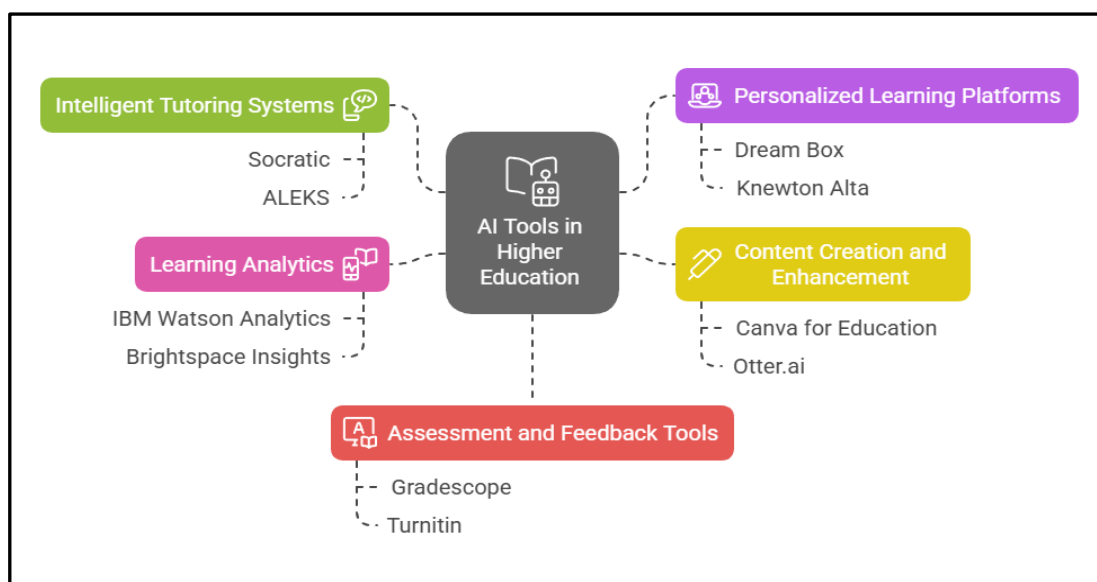 Intelligent Tutoring Systems
Socratic
ALEKS
Learning Analytics
IBM Watson Analytics
Brightspace Insights
AI Tools in
Higher
Education
Personalized Learning Platforms
Dream Box
Knewton Alta
Content Creation and
Enhancement
Canva for Education
Otter.ai
Assessment and Feedback Tools
Gradescope
Turnitin